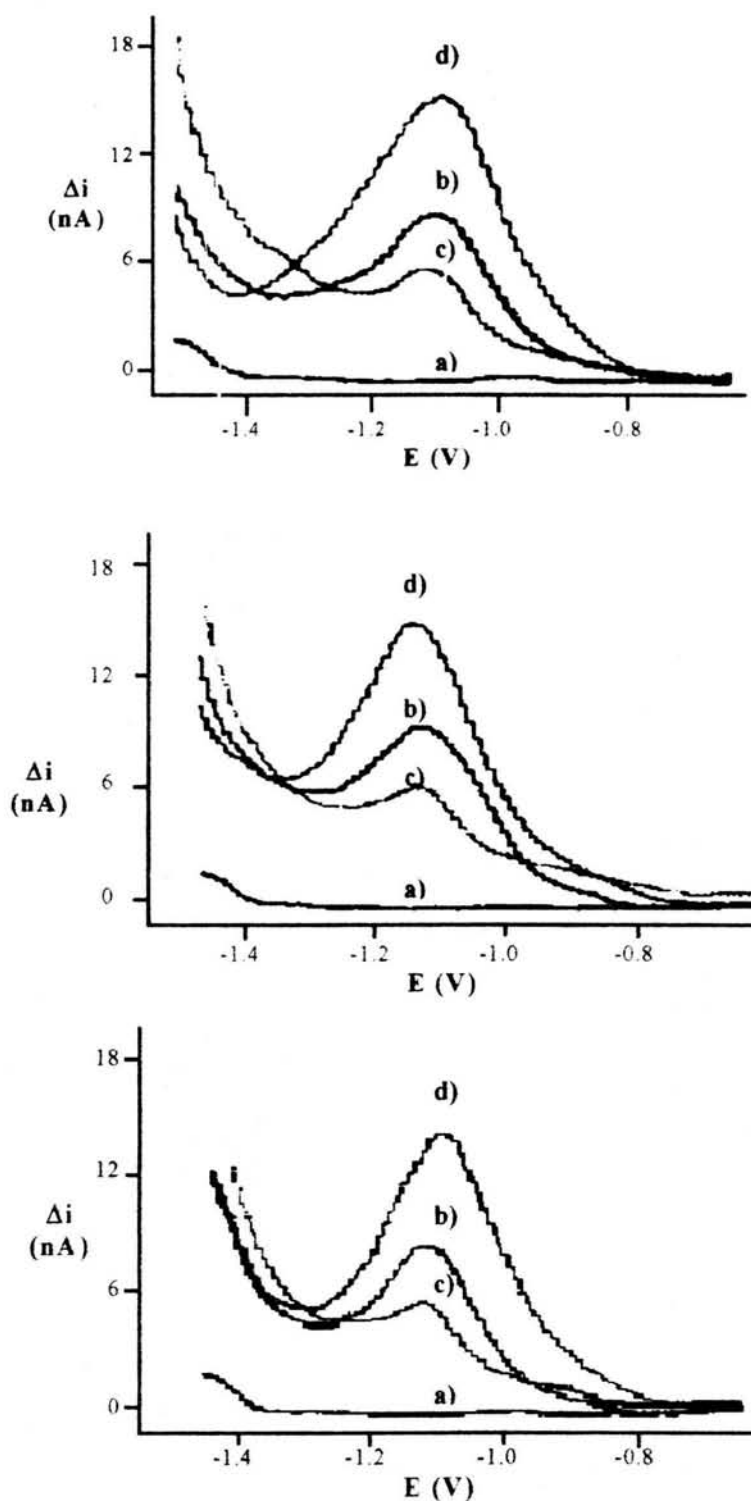 18
d)
12
b)
Δi
(nA)
c)
6
a)
0
-1.4 -1.2 -1.0 -0.8
E (V)
18
d)
12
b)
Δi
(nA)
c)
6
a)
0
-1.4 -1.2 -1.0 -0.8
E (V)
18
d)
12
b)
Δi
(nA)
c)
6
a)
0
-1.4 -1.2 -1.0 -0.8
E (V)